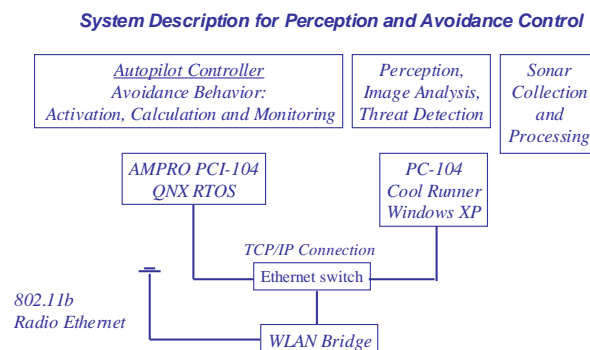 System Description for Perception and Avoidance Control
Autopilot Controller
Avoidance Behavior:
Activation, Calculation and Monitoring
Perception,
Image Analysis,
Threat Detection
Sonar
Collection
and
Processing
AMPRO PCI-104
QNX RTOS
PC-104
Cool Runner
Windows XP
TCP/IP Connection
Ethernet switch
802.11b
Radio Ethernet
WLAN Bridge